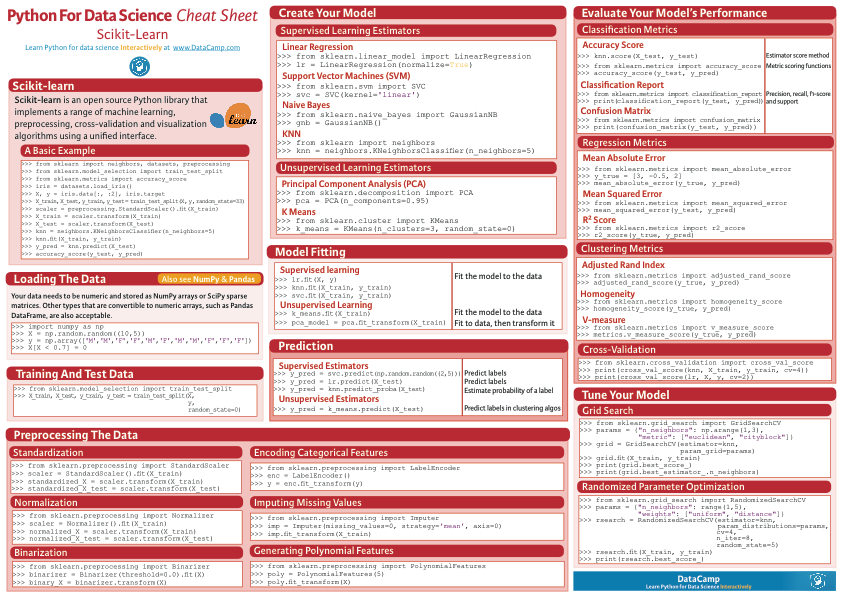 Python For Data Science Cheat Sheet
Scikit-Learn
Learn Python for data science Interactively at www.DataCamp.com
Scikit-learn
Scikit-learn is an open source Python library that
implements a range of machine learning,
preprocessing, cross-validation and visualization
algorithms using a unified interface.
learn
A Basic Example
>>> from sklearn import neighbors, datasets, preprocessing
>>> from sklearn.model_selection import train_test_split
>>> from sklearn.metrics import accuracy_score
>>> iris = datasets.load_iris()
>>> X, y = iris.data[:, :2], iris.target
>>> X_train, X_test, y_train, y_test= train_test_split(X, y, random_state=33)
>>> scaler = preprocessing.StandardScaler().fit(X_train)
>>> X_train = scaler.transform(X_train)
>>> X_test = scaler.transform(X_test)
>>> knn = neighbors.KNeighborsClassifier(n_neighbors=5)
>>> knn.fit(X_train, y_train)
>>> y_pred = knn.predict(X_test)
>>> accuracy_score(y_test, y_pred)
Loading The Data
Also see NumPy & Pandas
Your data needs to be numeric and stored as NumPy arrays or SciPy sparse
matrices. Other types that are convertible to numeric arrays, such as Pandas
DataFrame, are also acceptable.
>>> import numpy as np
>>> X = np.random.random((10,5))
>>> y = np.array(['M','M','F','F','M','F','M','M','F','F','F'])
>>> X[X < 0.7] = 0
Training And Test Data
>>> from sklearn.model_selection import train_test_split
>>> X_train, X_test, y_train, y_test = train_test_split(X,
y,
random_state=0)
Preprocessing The Data
Standardization
>>> from sklearn.preprocessing import StandardScaler
>>> scaler = StandardScaler().fit(X_train)
>>> standardized_X = scaler.transform(X_train)
>>> standardized_X_test = scaler.transform(X_test)
Normalization
>>> from sklearn.preprocessing import Normalizer
>>> scaler = Normalizer().fit(X_train)
>>> normalized_X = scaler.transform(X_train)
>>> normalized_X_test = scaler.transform(X_test)
Binarization
>>> from sklearn.preprocessing import Binarizer
>>> binarizer = Binarizer(threshold=0.0).fit(X)
>>> binary_X = binarizer.transform(X)
Encoding Categorical Features
>>> from sklearn.preprocessing import LabelEncoder
>>> enc = LabelEncoder()
>>> y = enc.fit_transform(y)
Imputing Missing Values
>>> from sklearn.preprocessing import Imputer
>>> imp = Imputer(missing_values=0, strategy='mean', axis=0)
>>> imp.fit_transform(X_train)
Generating Polynomial Features
>>> from sklearn.preprocessing import PolynomialFeatures
>>> poly = PolynomialFeatures(5)
>>> poly.fit_transform(X)
Create Your Model
Supervised Learning Estimators
Linear Regression
>>> from sklearn.linear_model import LinearRegression
>>> lr = LinearRegression(normalize=True)
Support Vector Machines (SVM)
>>> from sklearn.svm import SVC
>>> svc = SVC(kernel='linear')
Naive Bayes
>>> from sklearn.naive_bayes import GaussianNB
>>> gnb = GaussianNB()
KNN
>>> from sklearn import neighbors
>>> knn = neighbors.KNeighborsClassifier(n_neighbors=5)
Unsupervised Learning Estimators
Principal Component Analysis (PCA)
>>> from sklearn.decomposition import PCA
>>> pca = PCA(n_components=0.95)
K Means
>>> from sklearn.cluster import KMeans
>>> k_means = KMeans(n_clusters=3, random_state=0)
Model Fitting
Supervised learning
>>> lr.fit(X, y)
>>> knn.fit(X_train, y_train)
>>> svc.fit(X_train, y_train)
Fit the model to the data
Unsupervised Learning
>>> k_means.fit(X_train)
Fit the model to the data
>>> pca_model = pca.fit_transform(X_train)
Fit to data, then transform it
Prediction
Supervised Estimators
>>> y_pred = svc.predict(np.random.random((2,5)))
Predict labels
>>> y_pred = lr.predict(X_test)
Predict labels
>>> y_pred = knn.predict_proba(X_test)
Estimate probability of a label
Unsupervised Estimators
>>> y_pred = k_means.predict(X_test)
Predict labels in clustering algos
Evaluate Your Model's Performance
Classification Metrics
Accuracy Score
>>> knn.score(X_test, y_test)
Estimator score method
>>> from sklearn.metrics import accuracy_score
Metric scoring functions
>>> accuracy_score(y_test, y_pred)
Classification Report
>>> from sklearn.metrics import classification_report
Precision, recall, f1-score
>>> print(classification_report(y_test, y_pred))
and support
Confusion Matrix
>>> from sklearn.metrics import confusion_matrix
>>> print(confusion_matrix(y_test, y_pred))
Regression Metrics
Mean Absolute Error
>>> from sklearn.metrics import mean_absolute_error
>>> y_true = [3, -0.5, 2]
>>> mean_absolute_error(y_true, y_pred)
Mean Squared Error
>>> from sklearn.metrics import mean_squared_error
>>> mean_squared_error(y_test, y_pred)
R² Score
>>> from sklearn.metrics import r2_score
>>> r2_score(y_true, y_pred)
Clustering Metrics
Adjusted Rand Index
>>> from sklearn.metrics import adjusted_rand_score
>>> adjusted_rand_score(y_true, y_pred)
Homogeneity
>>> from sklearn.metrics import homogeneity_score
>>> homogeneity_score(y_true, y_pred)
V-measure
>>> from sklearn.metrics import v_measure_score
>>> metrics.v_measure_score(y_true, y_pred)
Cross-Validation
>>> from sklearn.cross_validation import cross_val_score
>>> print(cross_val_score(knn, X_train, y_train, cv=4))
>>> print(cross_val_score(lr, X, y, cv=2))
Tune Your Model
Grid Search
>>> from sklearn.grid_search import GridSearchCV
>>> params = {"n_neighbors": np.arange(1,3),
"metric": ["euclidean", "cityblock"]}
>>> grid = GridSearchCV(estimator=knn,
param_grid=params)
>>> grid.fit(X_train, y_train)
>>> print(grid.best_score_)
>>> print(grid.best_estimator_.n_neighbors)
Randomized Parameter Optimization
>>> from sklearn.grid_search import RandomizedSearchCV
>>> params = {"n_neighbors": range(1,5),
"weights": ["uniform", "distance"]}
>>> rsearch = RandomizedSearchCV(estimator=knn,
param_distributions=params,
cv=4,
n_iter=8,
random_state=5)
>>> rsearch.fit(X_train, y_train)
>>> print(rsearch.best_score_)
DataCamp
Learn Python for Data Science Interactively